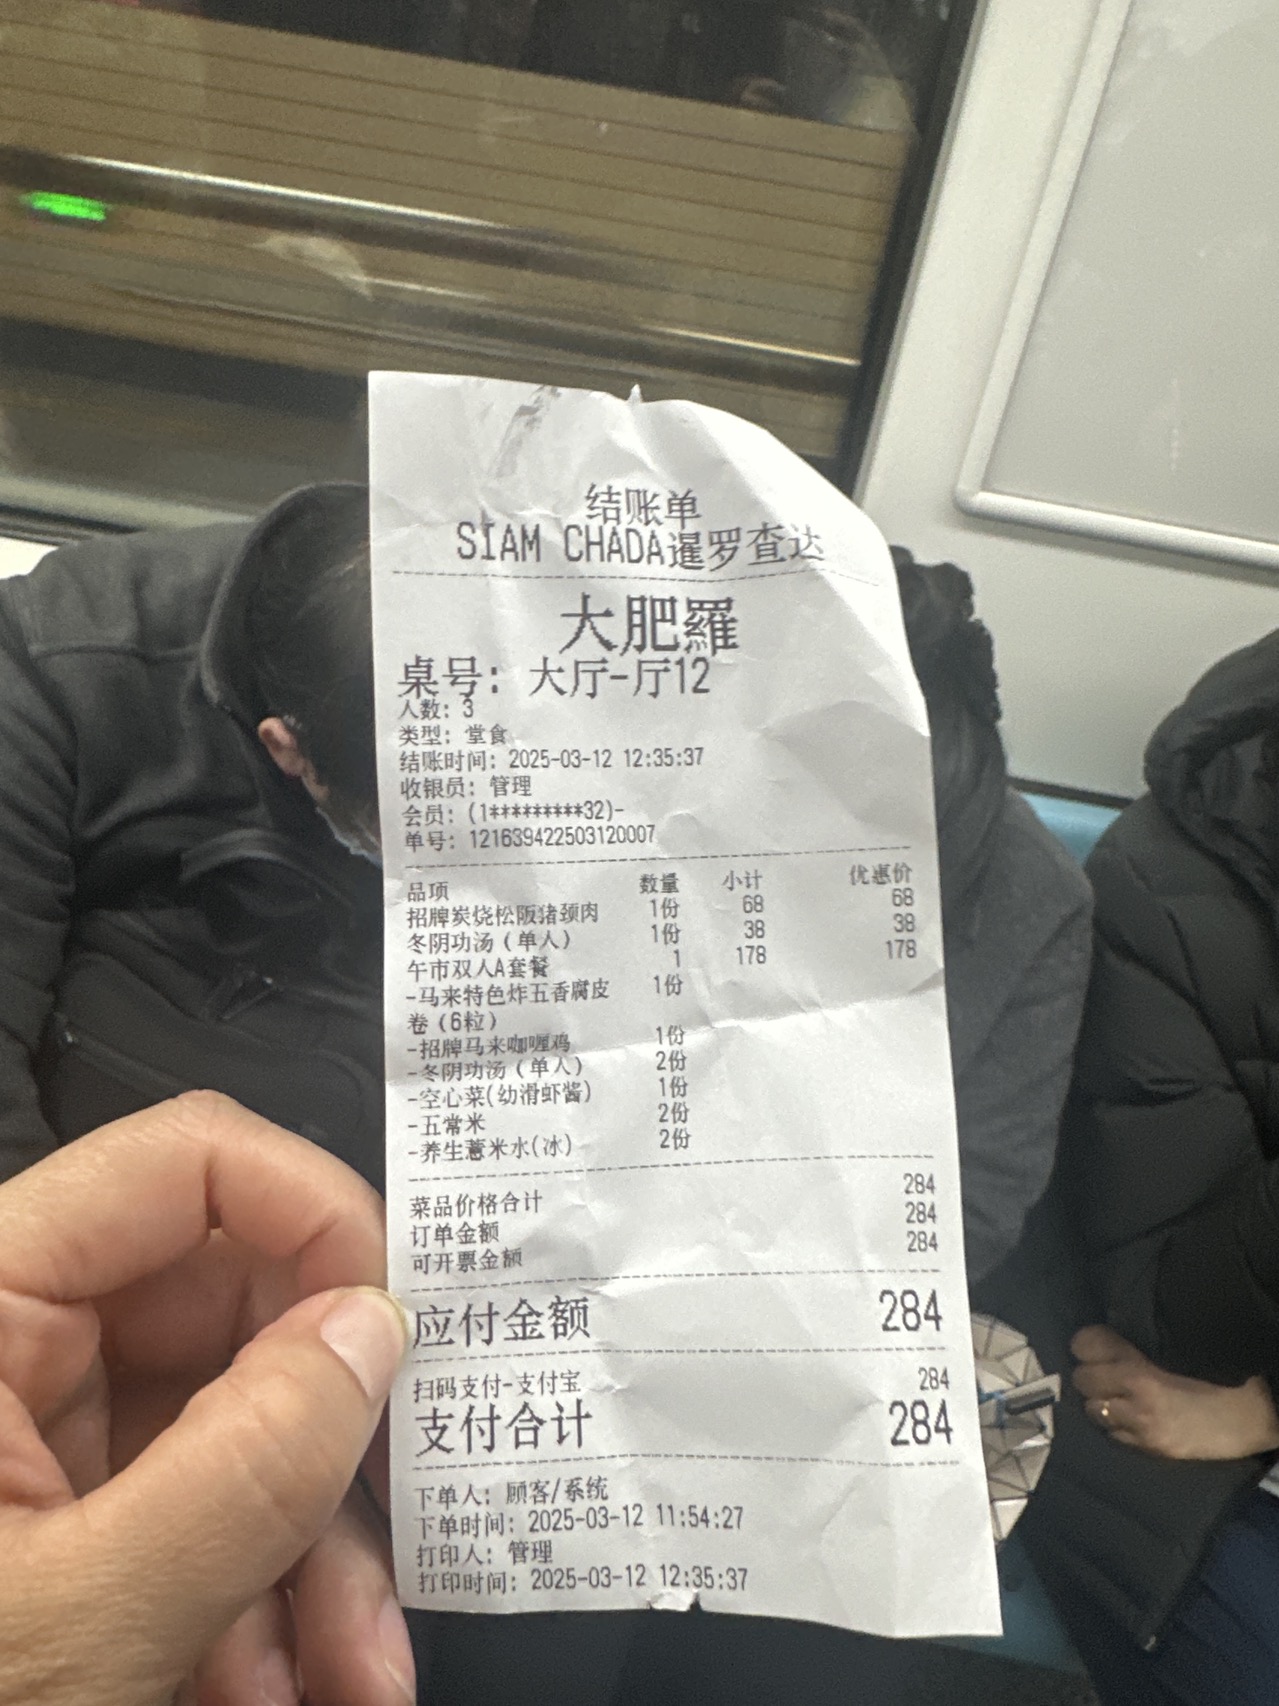 结账单
SIAM CHADA暹罗查达
大肥羅
桌号：大厅-厅12
人数：3
类型：堂食
结账时间：2025-03-12 12:35:37
收银员：管理
会员：(1*********32)-
单号：121639422503120007
品项 数量 小计 优惠价
招牌炭烧松阪猪颈肉 1份 68 68
冬阴功汤（单人） 1份 38 38
午市双人A套餐 1 178 178
-马来特色炸五香腐皮 1份
卷（6粒）
-招牌马来咖喱鸡 1份
-冬阴功汤（单人） 2份
-空心菜(幼滑虾酱) 1份
-五常米 2份
-养生薏米水(冰) 2份
菜品价格合计 284
订单金额 284
可开票金额 284
应付金额 284
扫码支付-支付宝 284
支付合计 284
下单人：顾客/系统
下单时间：2025-03-12 11:54:27
打印人：管理
打印时间：2025-03-12 12:35:37